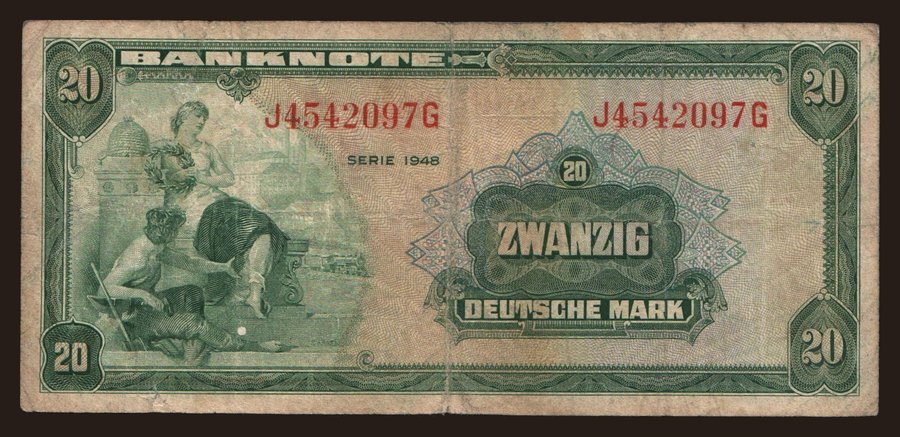 BANKNOTE
20
20
J4542097G
J4542097G
SERIE 1948
20
ZWANZIG
DEUTSCHE MARK
20
20